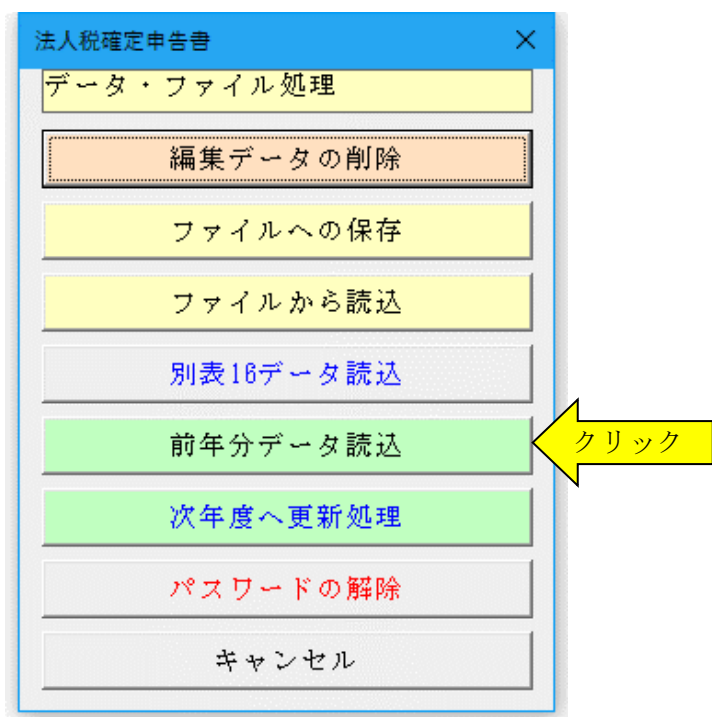 法人税確定申告書
データ・ファイル処理
編集データの削除
ファイルへの保存
ファイルから読込
別表16データ読込
前年分データ読込
クリック
次年度へ更新処理
パスワードの解除
キャンセル